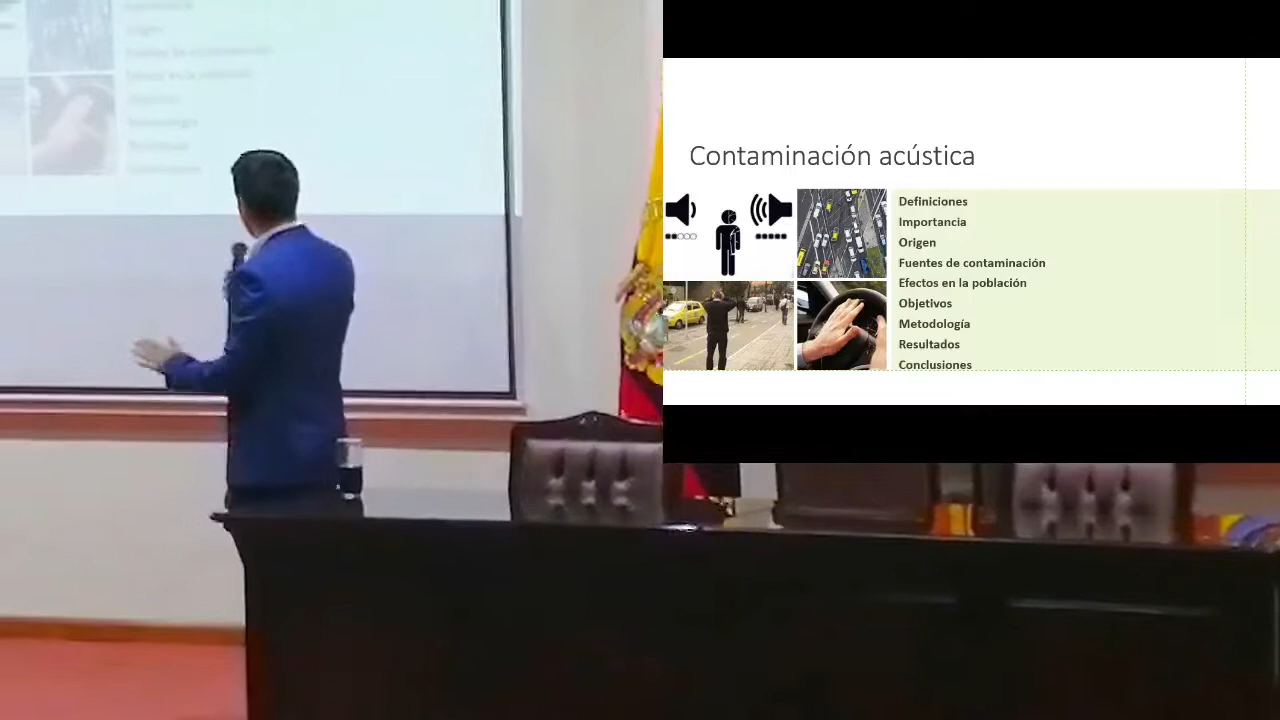 Contaminación acústica
Definiciones
Importancia
Origen
Fuentes de contaminación
Efectos en la población
Objetivos
Metodología
Resultados
Conclusiones